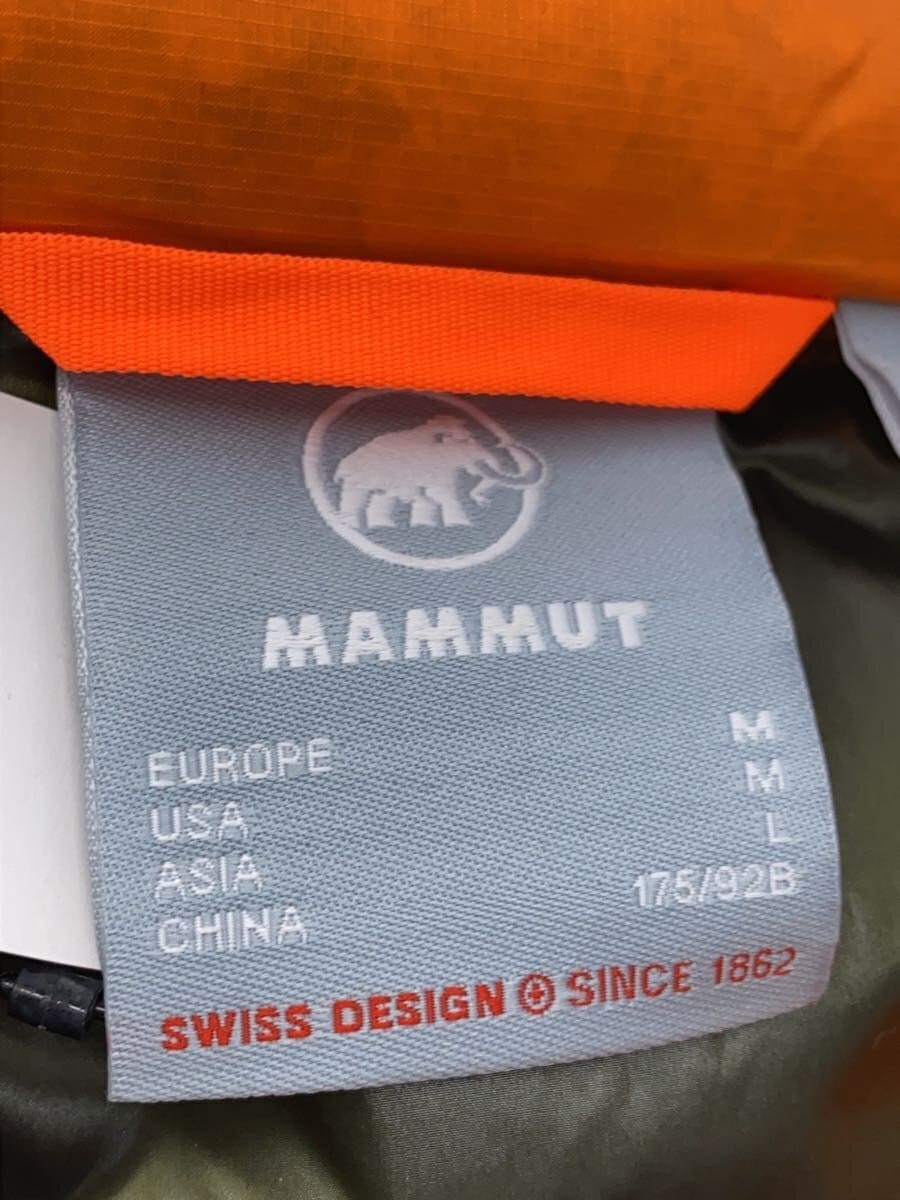 MAMMUT
EUROPE M
USA M
ASIA L
CHINA 175/92B
SWISS DESIGN SINCE 1862